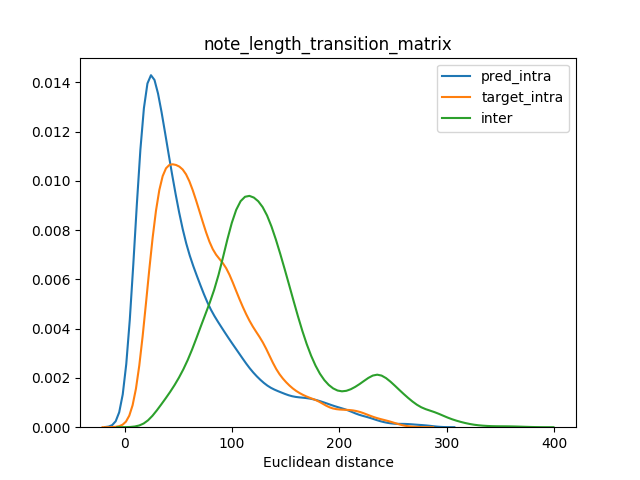 note_length_transition_matrix
pred_intra
target_intra
inter
0.014
0.012
0.010
0.008
0.006
0.004
0.002
0.000
0 100 200 300 400
Euclidean distance